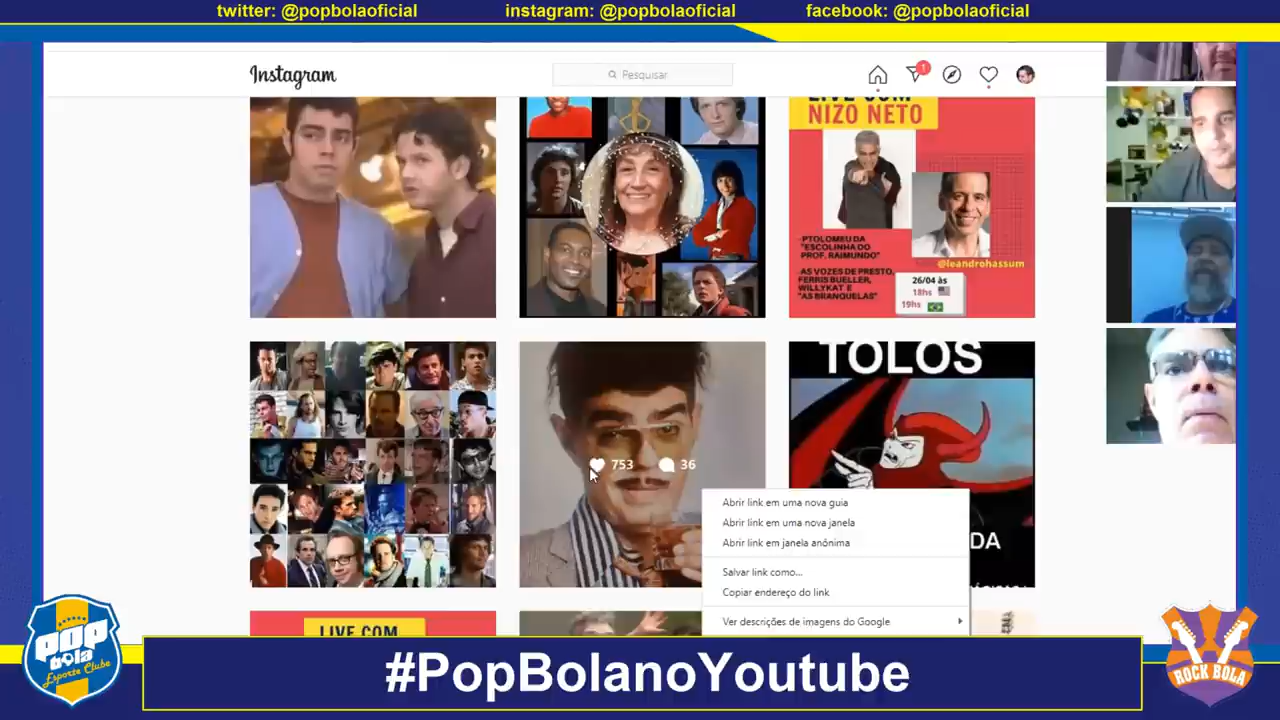 twitter: @popbolaoficial
instagram: @popbolaoficial
facebook: @popbolaoficial
Instagram
Pesquisar
1
LIVE COM
NIZO NETO
- PTOLOMEU DA
"ESCOLINHA DO
PROF. RAIMUNDO"
- AS VOZES DE PRESTO,
FERRIS BUELLER,
WILLYKAT E
"AS BRANQUELAS"
@leandrohassum
26/04 às
18hs
19hs
753
36
TOLOS
DA
Abrir link em uma nova guia
Abrir link em uma nova janela
Abrir link em janela anônima
Salvar link como...
Copiar endereço do link
Ver descrições de imagens do Google
LIVE COM
POP
bola
Esporte Clube
#PopBolanoYoutube
ROCK BOLA